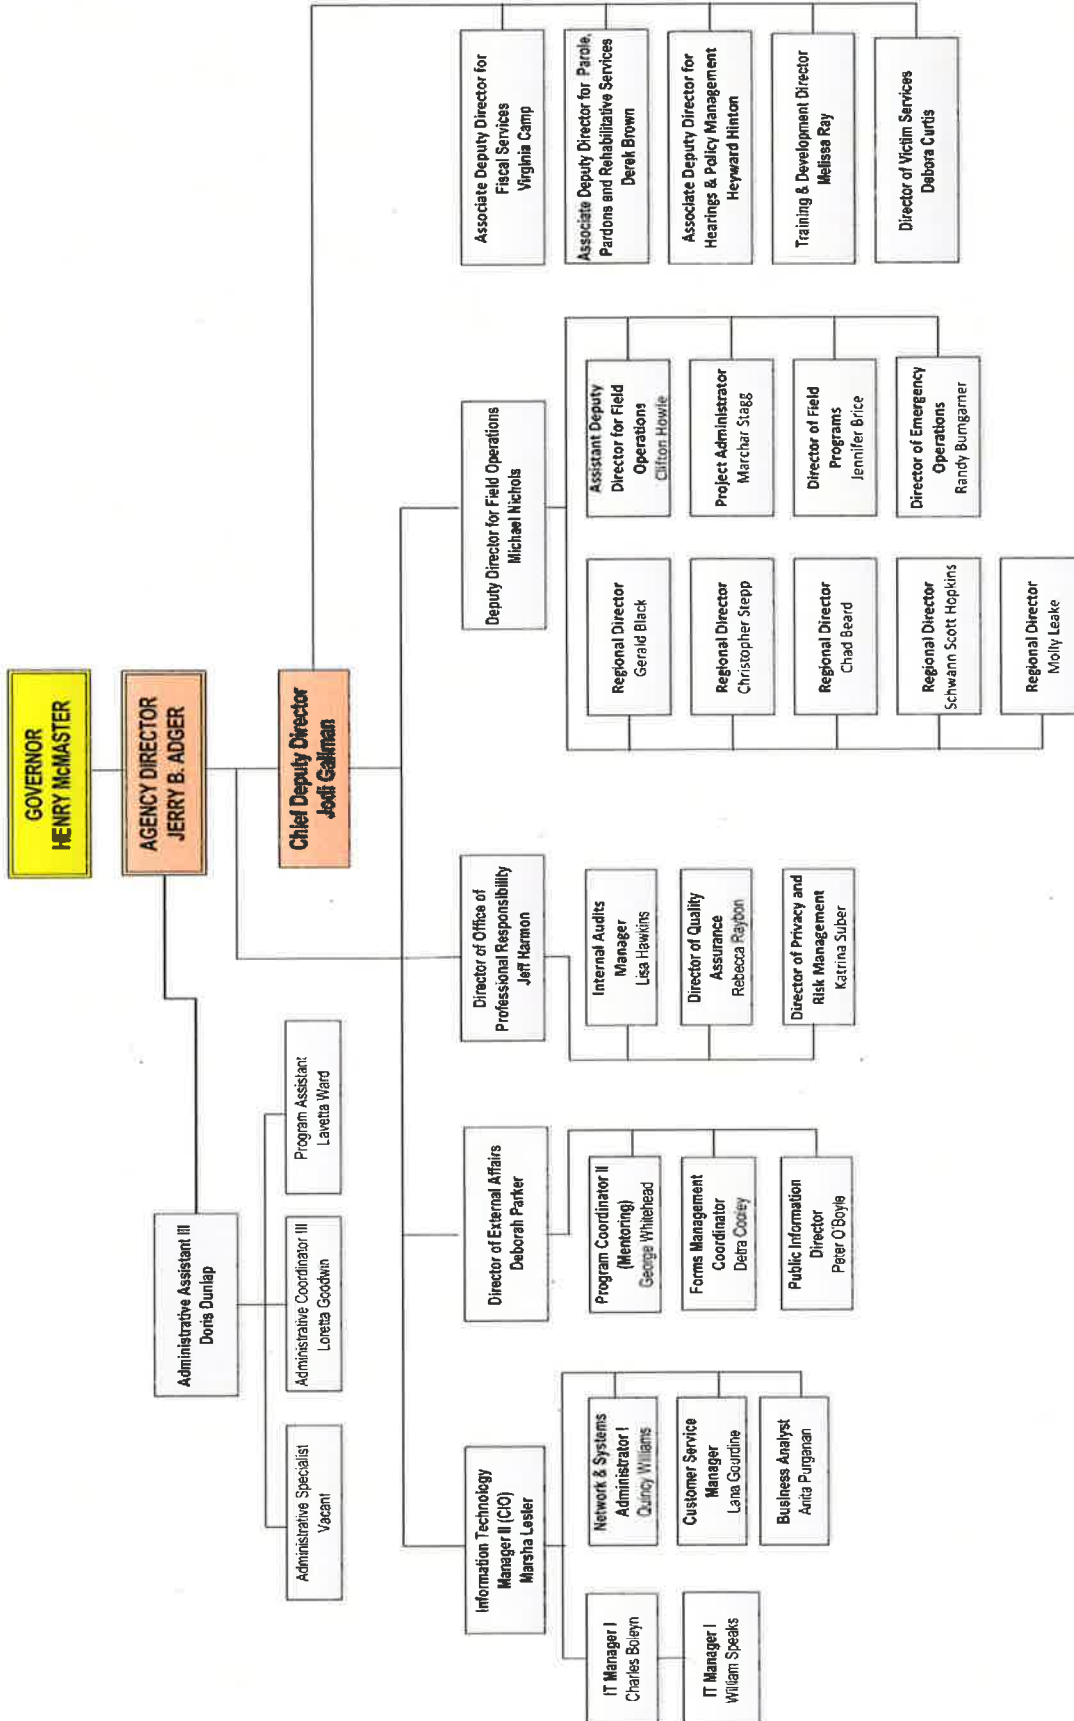 GOVERNOR
HENRY McMASTER
AGENCY DIRECTOR
JERRY B. ADGER
Chief Deputy Director
Jodi Gallman
Administrative Assistant III
Doris Dunlap
Administrative Specialist
Vacant
Administrative Coordinator III
Loretta Goodwin
Program Assistant
Lavetta Ward
Information Technology
Manager II (CIO)
Marsha Lesler
IT Manager I
Charles Boleyn
IT Manager I
William Speaks
Network & Systems
Administrator I
Quincy Williams
Customer Service
Manager
Lana Gourdine
Business Analyst
Anita Purganan
Director of External Affairs
Deborah Parker
Program Coordinator II
(Mentoring)
George Whitehead
Forms Management
Coordinator
Detra Cooley
Public Information
Director
Peter O'Boyle
Director of Office of
Professional Responsibility
Jeff Harmon
Internal Audits
Manager
Lisa Hawkins
Director of Quality
Assurance
Rebecca Raybon
Director of Privacy and
Risk Management
Katrina Suber
Deputy Director for Field Operations
Michael Nichols
Regional Director
Gerald Black
Regional Director
Christopher Stepp
Regional Director
Chad Beard
Regional Director
Schwann Scott Hopkins
Regional Director
Molly Leake
Assistant Deputy
Director for Field
Operations
Clifton Howle
Project Administrator
Marchar Stagg
Director of Field
Programs
Jennifer Brice
Director of Emergency
Operations
Randy Bumgarner
Associate Deputy Director for
Fiscal Services
Virginia Camp
Associate Deputy Director for Parole,
Pardons and Rehabilitative Services
Derek Brown
Associate Deputy Director for
Hearings & Policy Management
Heyward Hinton
Training & Development Director
Melissa Ray
Director of Victim Services
Debora Curtis